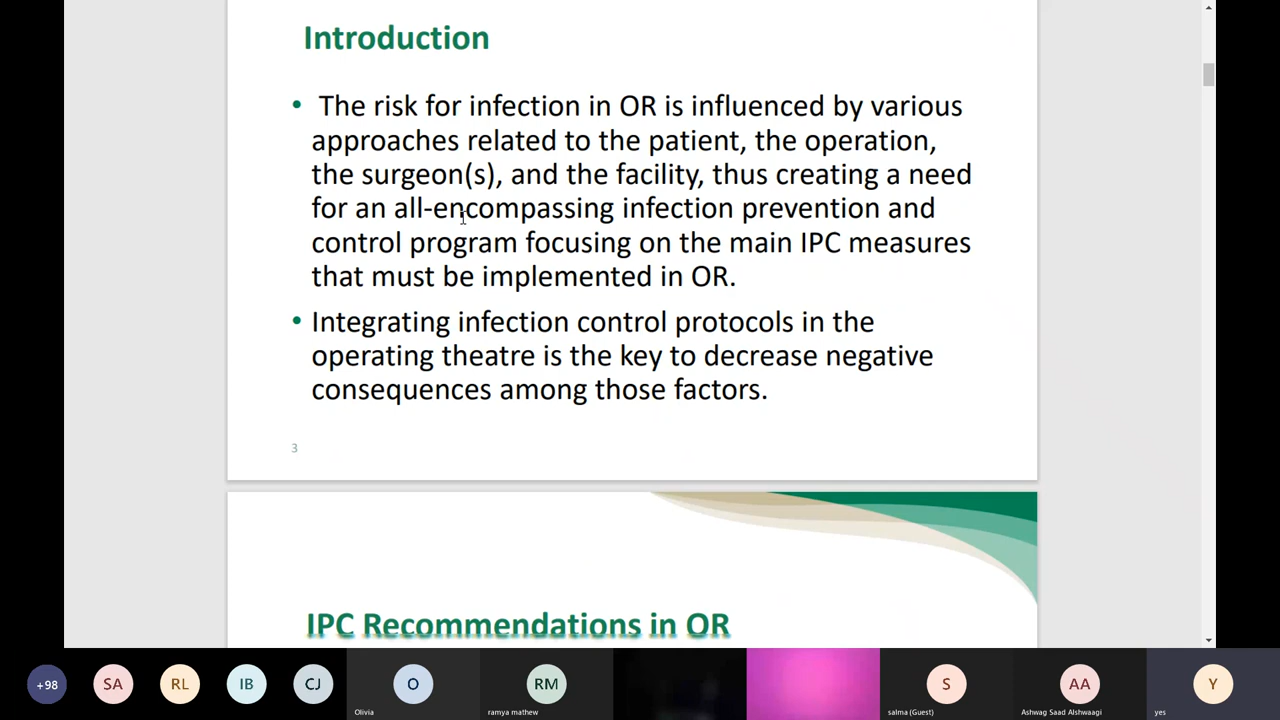 Introduction
• The risk for infection in OR is influenced by various
approaches related to the patient, the operation,
the surgeon(s), and the facility, thus creating a need
for an all-encompassing infection prevention and
control program focusing on the main IPC measures
that must be implemented in OR.
• Integrating infection control protocols in the
operating theatre is the key to decrease negative
consequences among those factors.
3
IPC Recommendations in OR
+98
SA
RL
IB
CJ
O
RM
S
AA
Y
Olivia
ramya mathew
salma (Guest)
Ashwag Saad Alshwaagi
yes